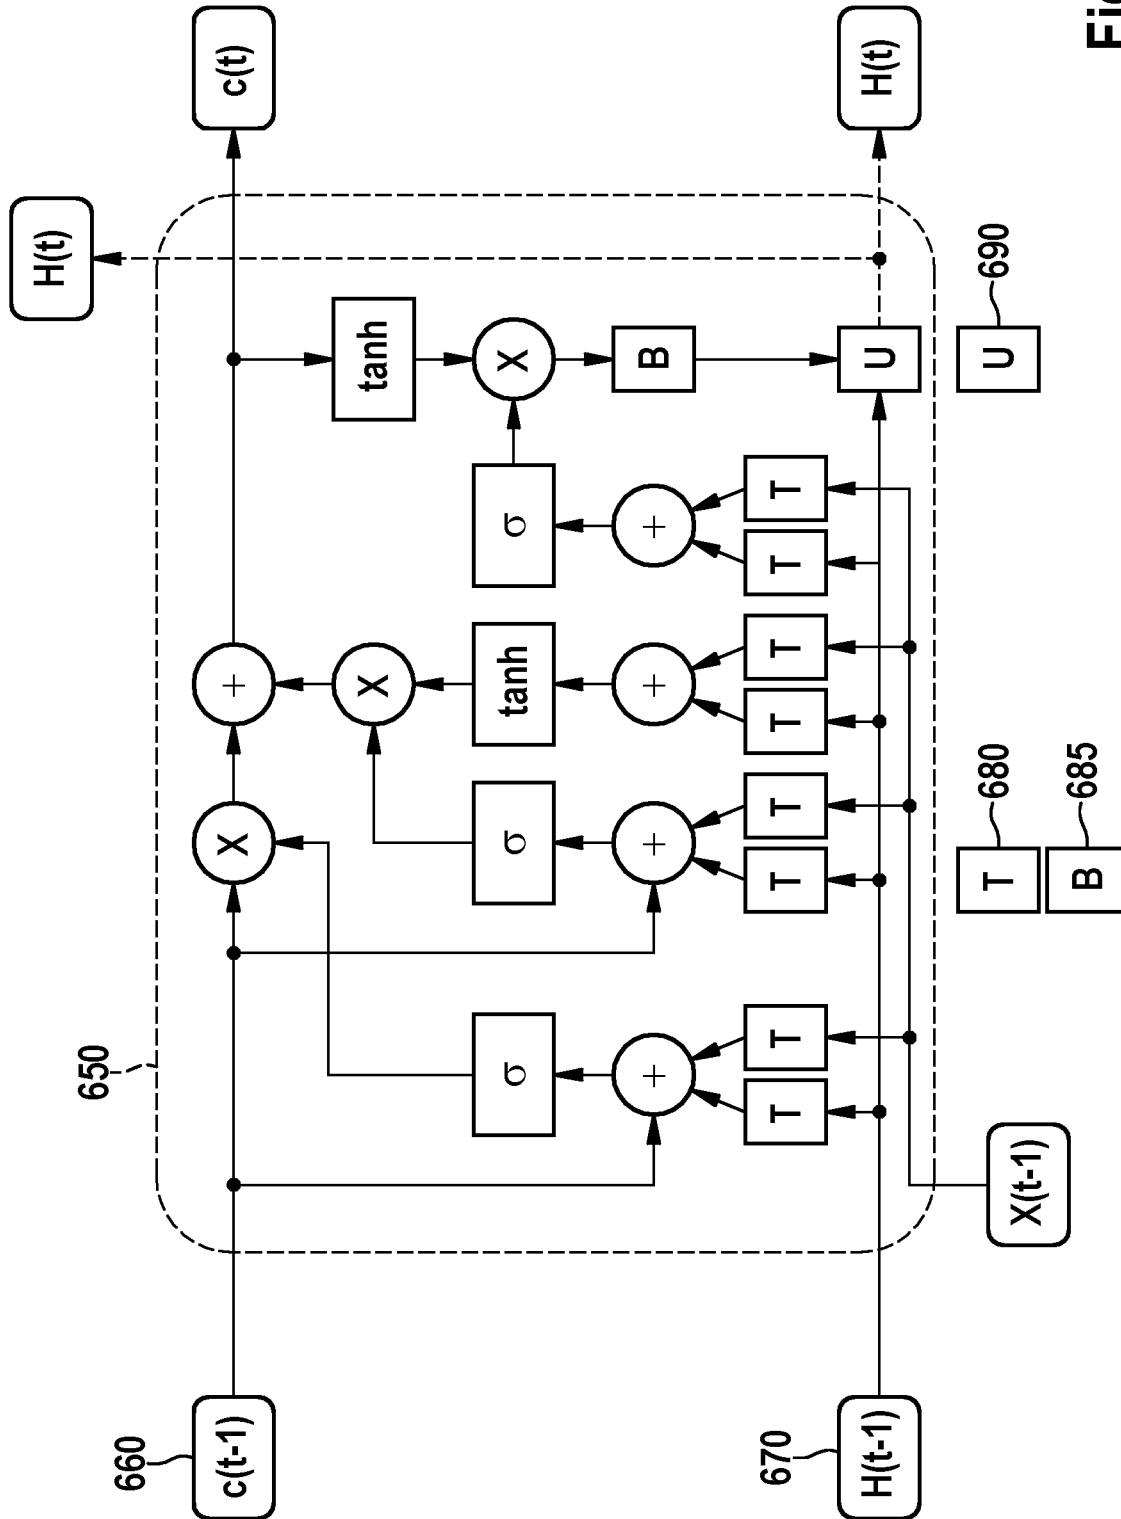 H(t)
c(t)
c(t-1)
660
650
X
+
tanh
X
σ
σ
tanh
σ
X
+
+
+
+
B
T
T
T
T
T
T
T
T
U
H(t)
H(t-1)
670
X(t-1)
T
680
B
685
U
690